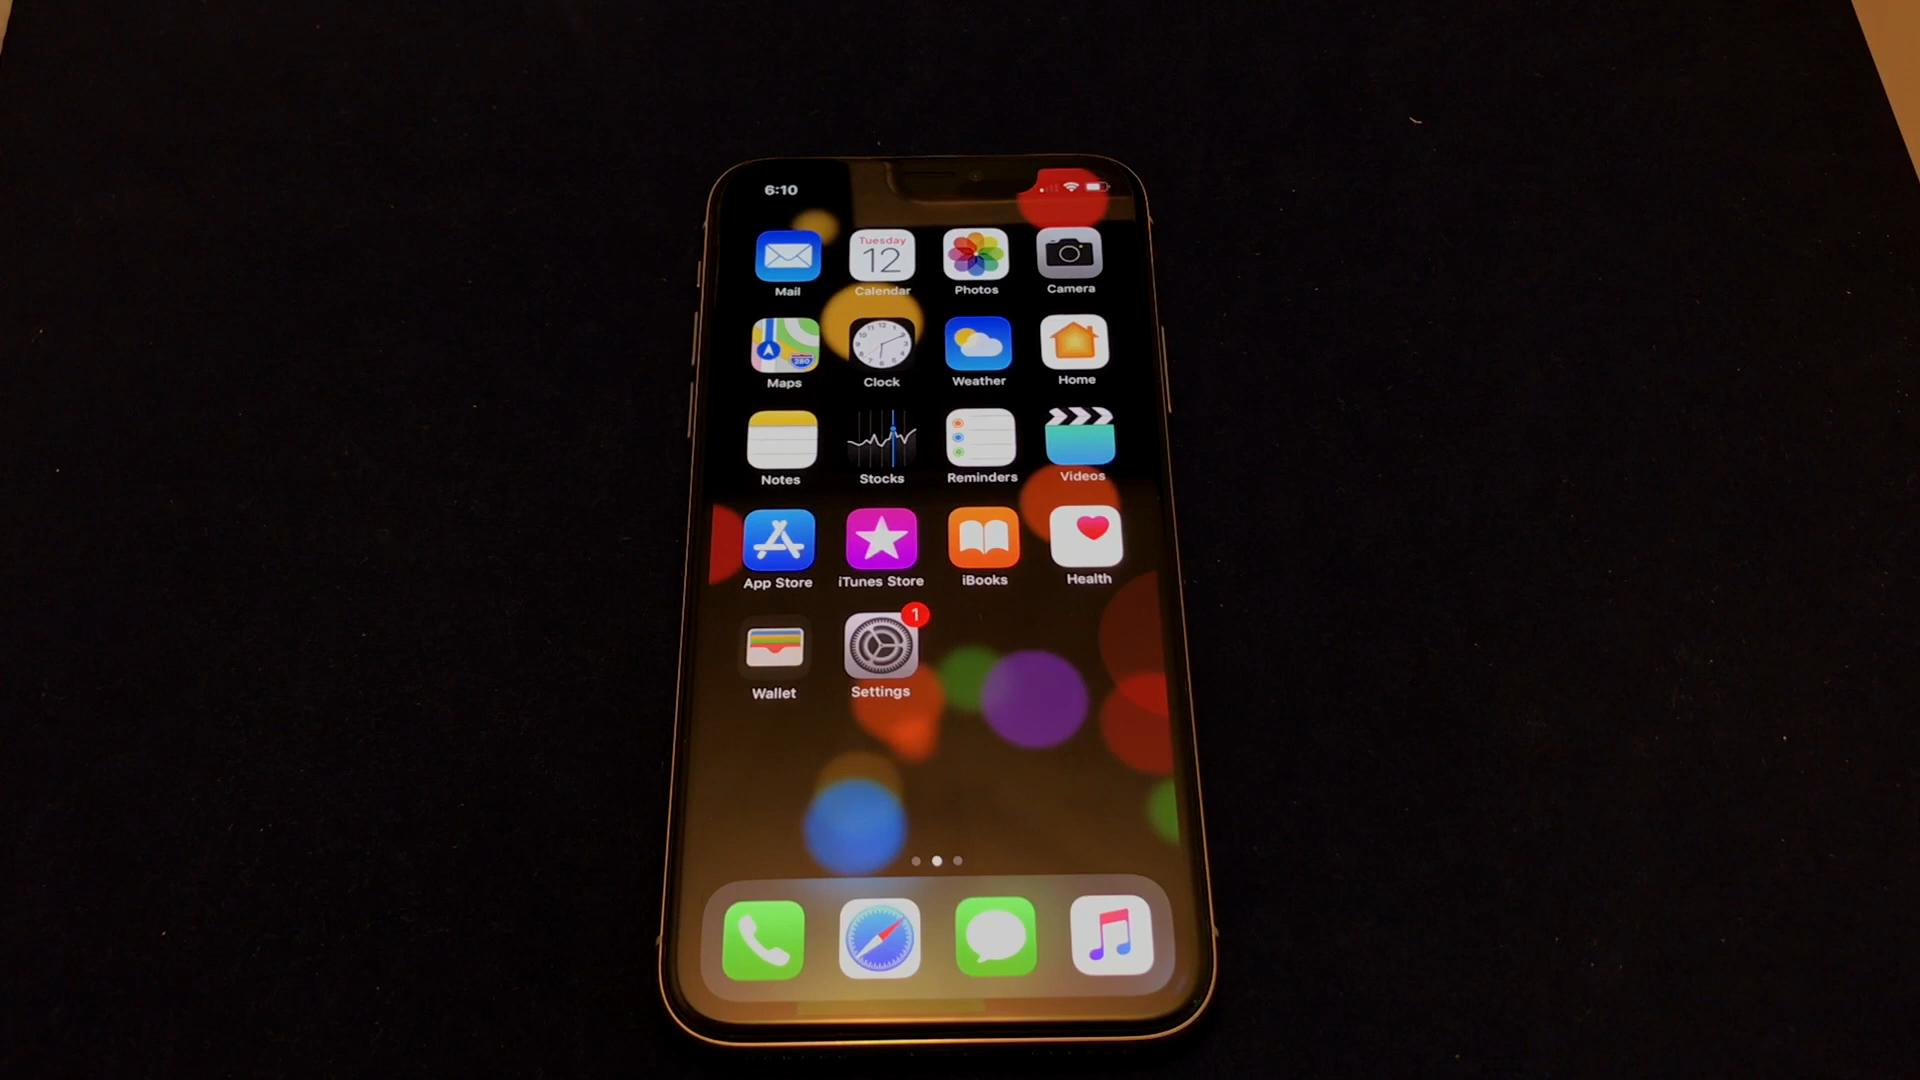 6:10
Tuesday
12
Mail Calendar Photos Camera
280
Maps Clock Weather Home
Notes Stocks Reminders Videos
App Store iTunes Store iBooks Health
1
Wallet Settings